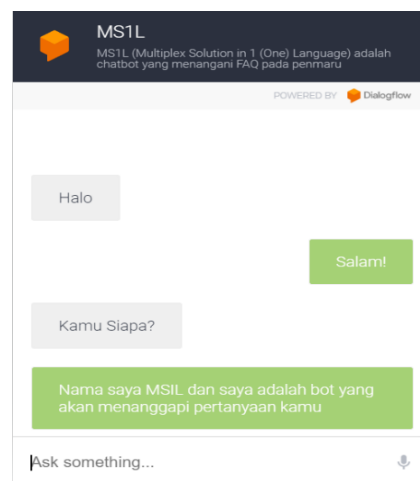 MS1L
MS1L (Multiplex Solution in 1 (One) Language) adalah
chatbot yang menangani FAQ pada penmaru
POWERED BY Dialogflow
Halo
Salam!
Kamu Siapa?
Nama saya MSIL dan saya adalah bot yang
akan menanggapi pertanyaan kamu
Ask something...